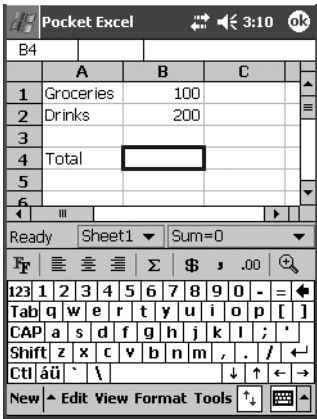 Pocket Excel 3:10 ok
B4
A B C
1 Groceries 100
2 Drinks 200
3
4 Total
5
6
Ready Sheet1 Sum=0
FF Σ $ , .00
123 1 2 3 4 5 6 7 8 9 0 - =
Tab q w e r t y u i o p [ ]
CAP a s d f g h j k l ; '
Shift z x c v b n m , . /
Ctl áü ` \
New Edit View Format Tools